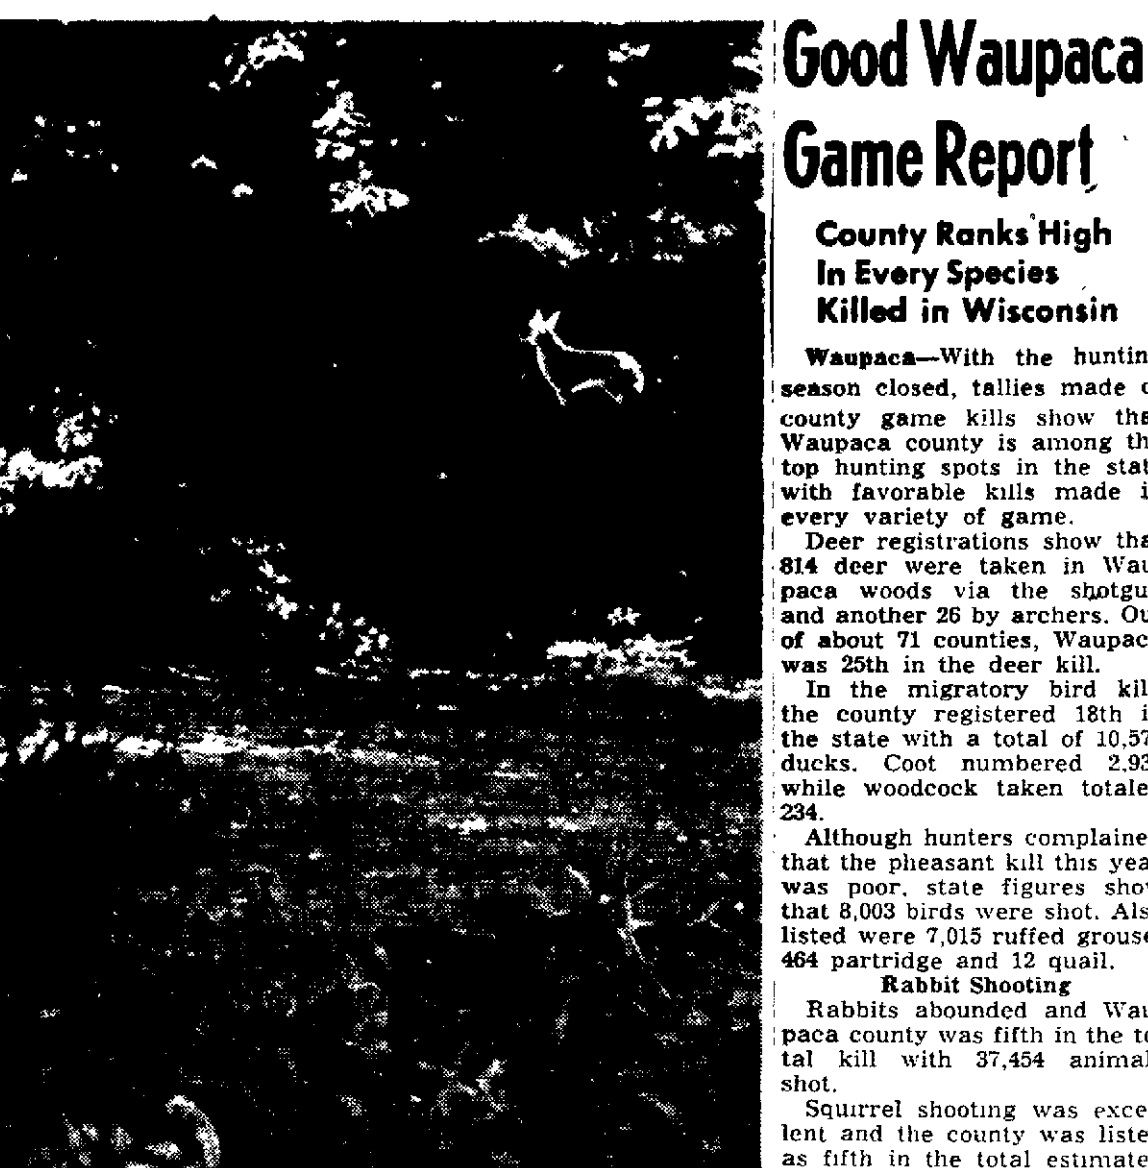 Good Waupaca
Game Report
County Ranks High
In Every Species
Killed in Wisconsin
Waupaca—With the huntin
season closed, tallies made o
county game kills show tha
Waupaca county is among th
top hunting spots in the stat
with favorable kills made i
every variety of game.
Deer registrations show tha
814 deer were taken in Wau
paca woods via the shotgu
and another 26 by archers. Ou
of about 71 counties, Waupac
was 25th in the deer kill.
In the migratory bird kil
the county registered 18th i
the state with a total of 10,57
ducks. Coot numbered 2,93
while woodcock taken totale
234.
Although hunters complaine
that the pheasant kill this yea
was poor, state figures sho
that 8,003 birds were shot. Als
listed were 7,015 ruffed grouse
464 partridge and 12 quail.
Rabbit Shooting
Rabbits abounded and Wau
paca county was fifth in the to
tal kill with 37,454 animal
shot.
Squirrel shooting was excel
lent and the county was liste
as fifth in the total estimate